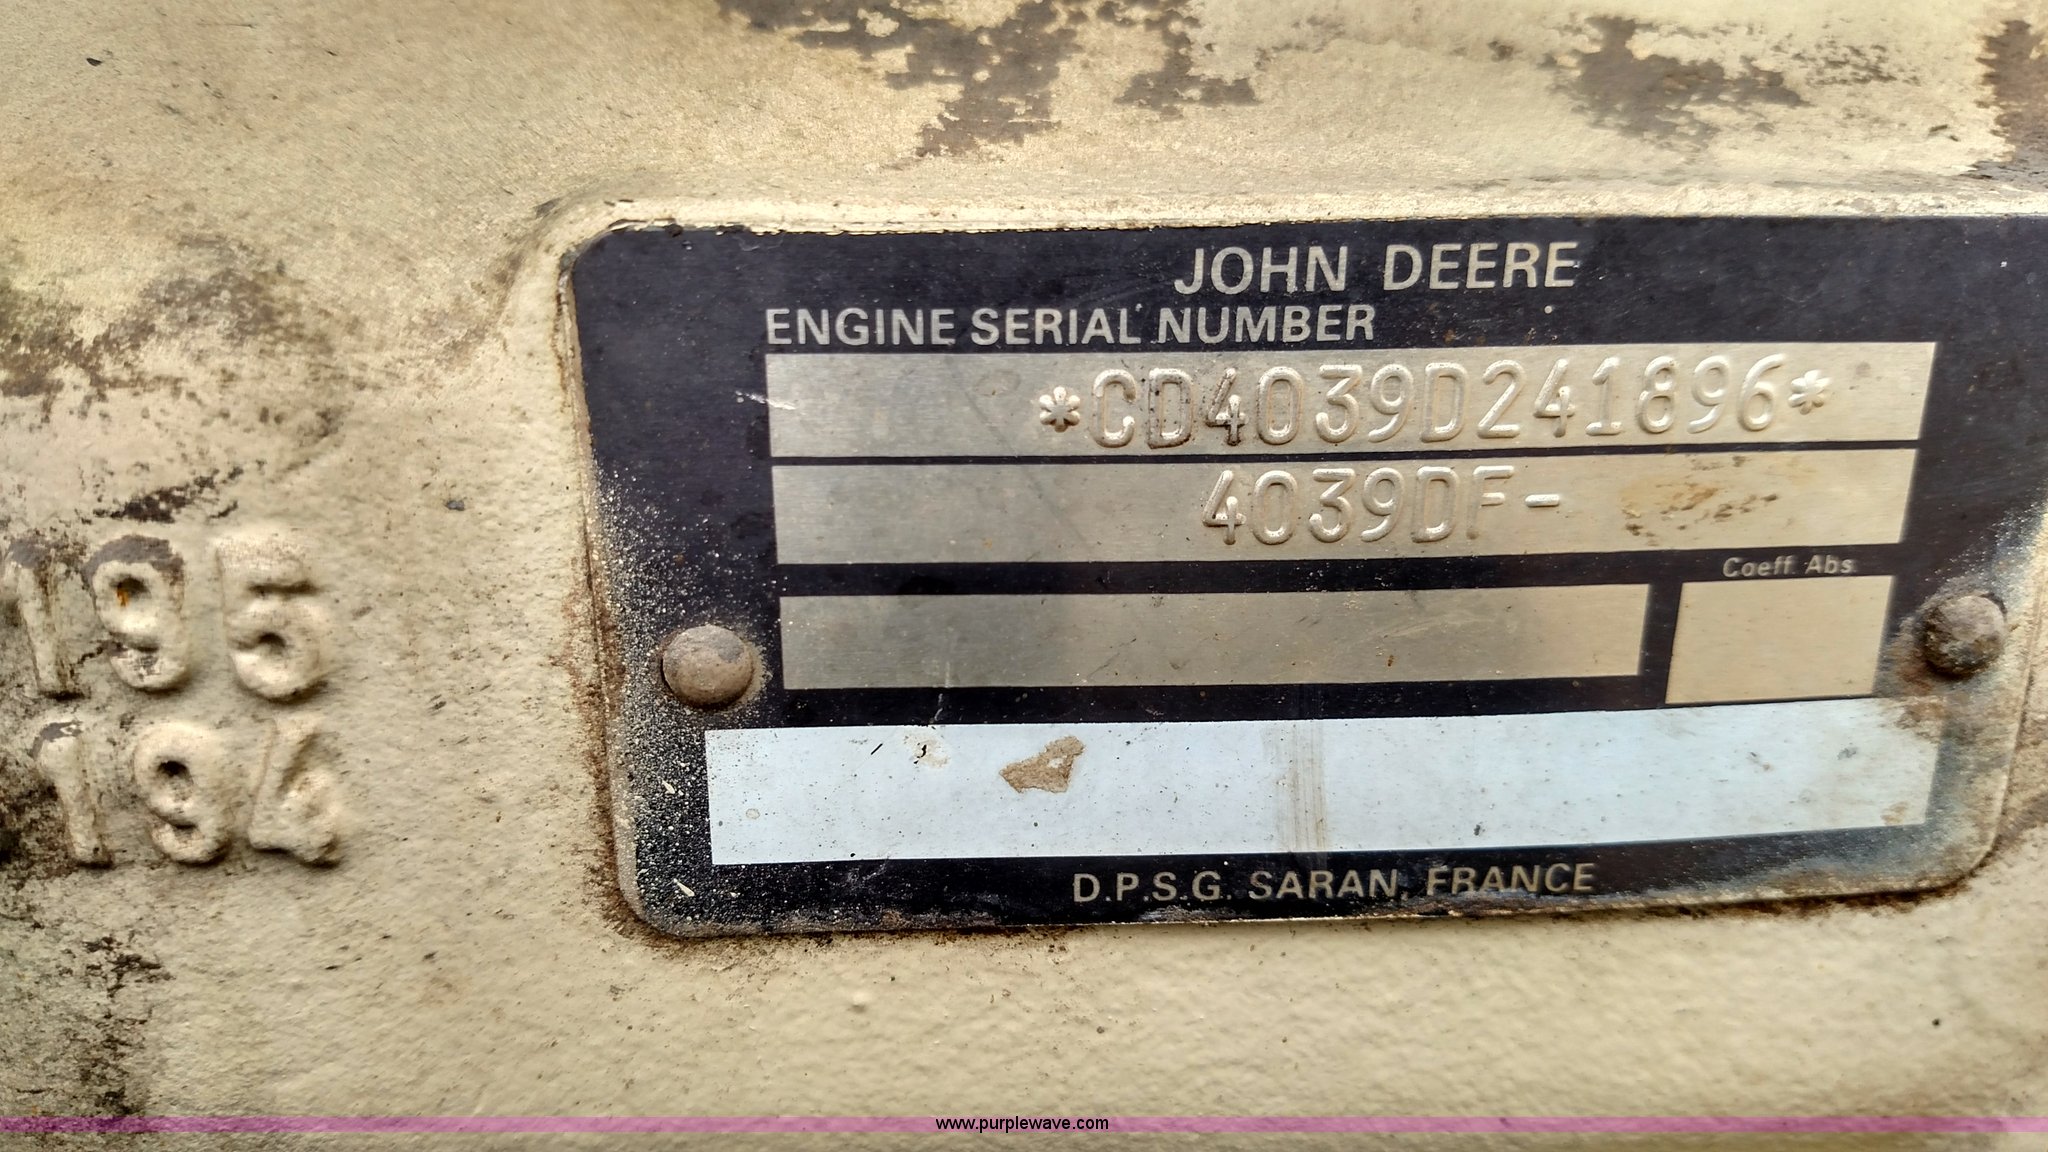 JOHN DEERE
ENGINE SERIAL NUMBER
*CD4039D241896*
4039DF-
Coeff. Abs
D.P.S.G. SARAN, FRANCE
195
194
www.purplewave.com